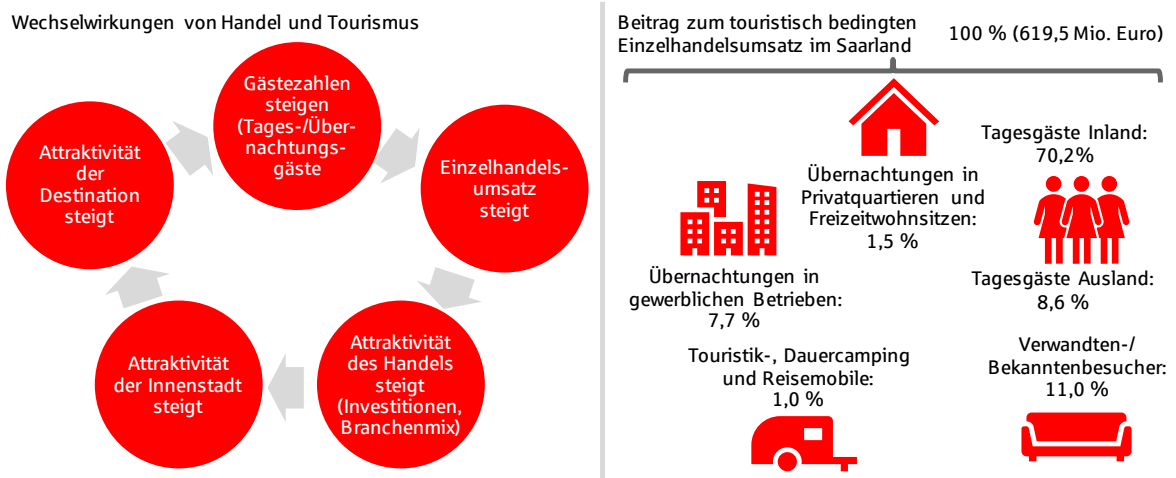 Wechselwirkungen von Handel und Tourismus
Gästezahlen
steigen
(Tages-/Über-
nachtungs-
gäste
Einzelhandels-
umsatz
steigt
Attraktivität
des Handels
steigt
(Investitionen,
Branchenmix)
Attraktivität
der Innenstadt
steigt
Attraktivität
der
Destination
steigt
Beitrag zum touristisch bedingten
Einzelhandelsumsatz im Saarland
100 % (619,5 Mio. Euro)
Übernachtungen in
Privatquartieren und
Freizeitwohnsitzen:
1,5 %
Tagesgäste Inland:
70,2%
Übernachtungen in
gewerblichen Betrieben:
7,7 %
Tagesgäste Ausland:
8,6 %
Touristik-, Dauercamping
und Reisemobile:
1,0 %
Verwandten-/
Bekanntenbesucher:
11,0 %